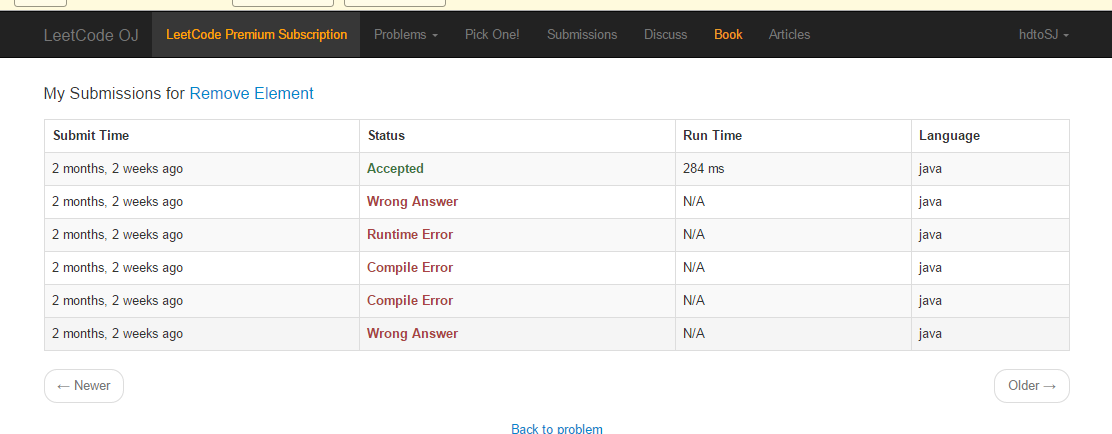 LeetCode OJ LeetCode Premium Subscription Problems Pick One! Submissions Discuss Book Articles hdtoSJ
My Submissions for Remove Element
Submit Time Status Run Time Language
2 months, 2 weeks ago Accepted 284 ms java
2 months, 2 weeks ago Wrong Answer N/A java
2 months, 2 weeks ago Runtime Error N/A java
2 months, 2 weeks ago Compile Error N/A java
2 months, 2 weeks ago Compile Error N/A java
2 months, 2 weeks ago Wrong Answer N/A java
← Newer Older →
Back to problem